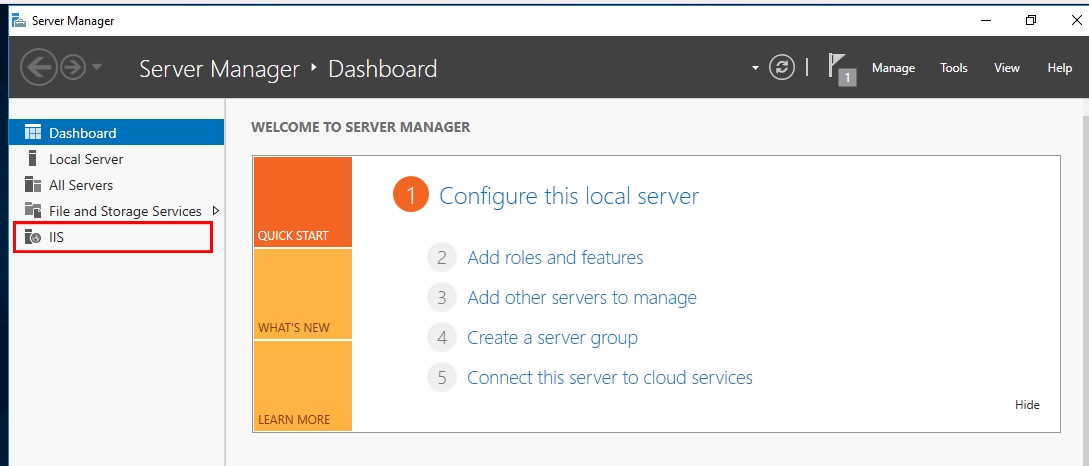 Server Manager
Server Manager ‣ Dashboard
1
Manage Tools View Help
Dashboard
Local Server
All Servers
File and Storage Services
IIS
WELCOME TO SERVER MANAGER
QUICK START
WHAT'S NEW
LEARN MORE
1 Configure this local server
2 Add roles and features
3 Add other servers to manage
4 Create a server group
5 Connect this server to cloud services
Hide